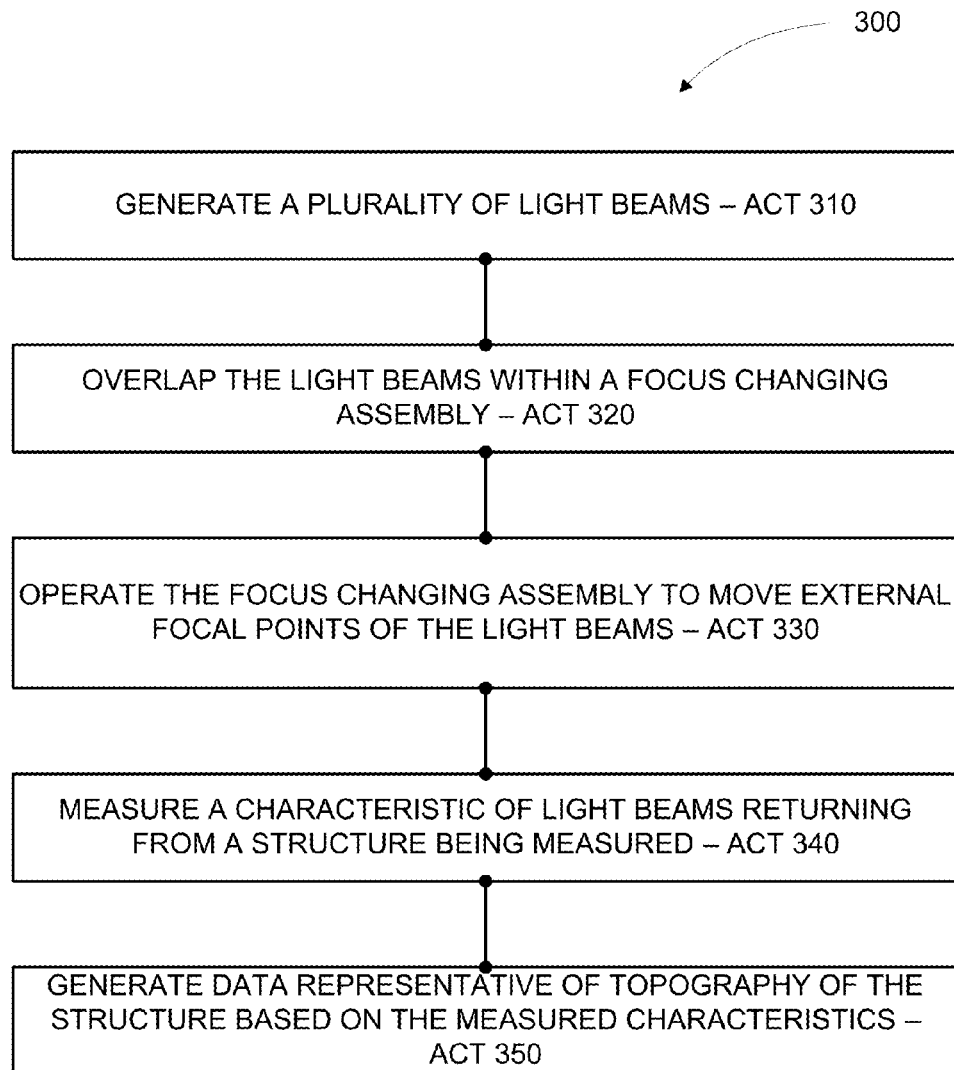 300
GENERATE A PLURALITY OF LIGHT BEAMS – ACT 310
OVERLAP THE LIGHT BEAMS WITHIN A FOCUS CHANGING
ASSEMBLY – ACT 320
OPERATE THE FOCUS CHANGING ASSEMBLY TO MOVE EXTERNAL
FOCAL POINTS OF THE LIGHT BEAMS – ACT 330
MEASURE A CHARACTERISTIC OF LIGHT BEAMS RETURNING
FROM A STRUCTURE BEING MEASURED – ACT 340
GENERATE DATA REPRESENTATIVE OF TOPOGRAPHY OF THE
STRUCTURE BASED ON THE MEASURED CHARACTERISTICS –
ACT 350